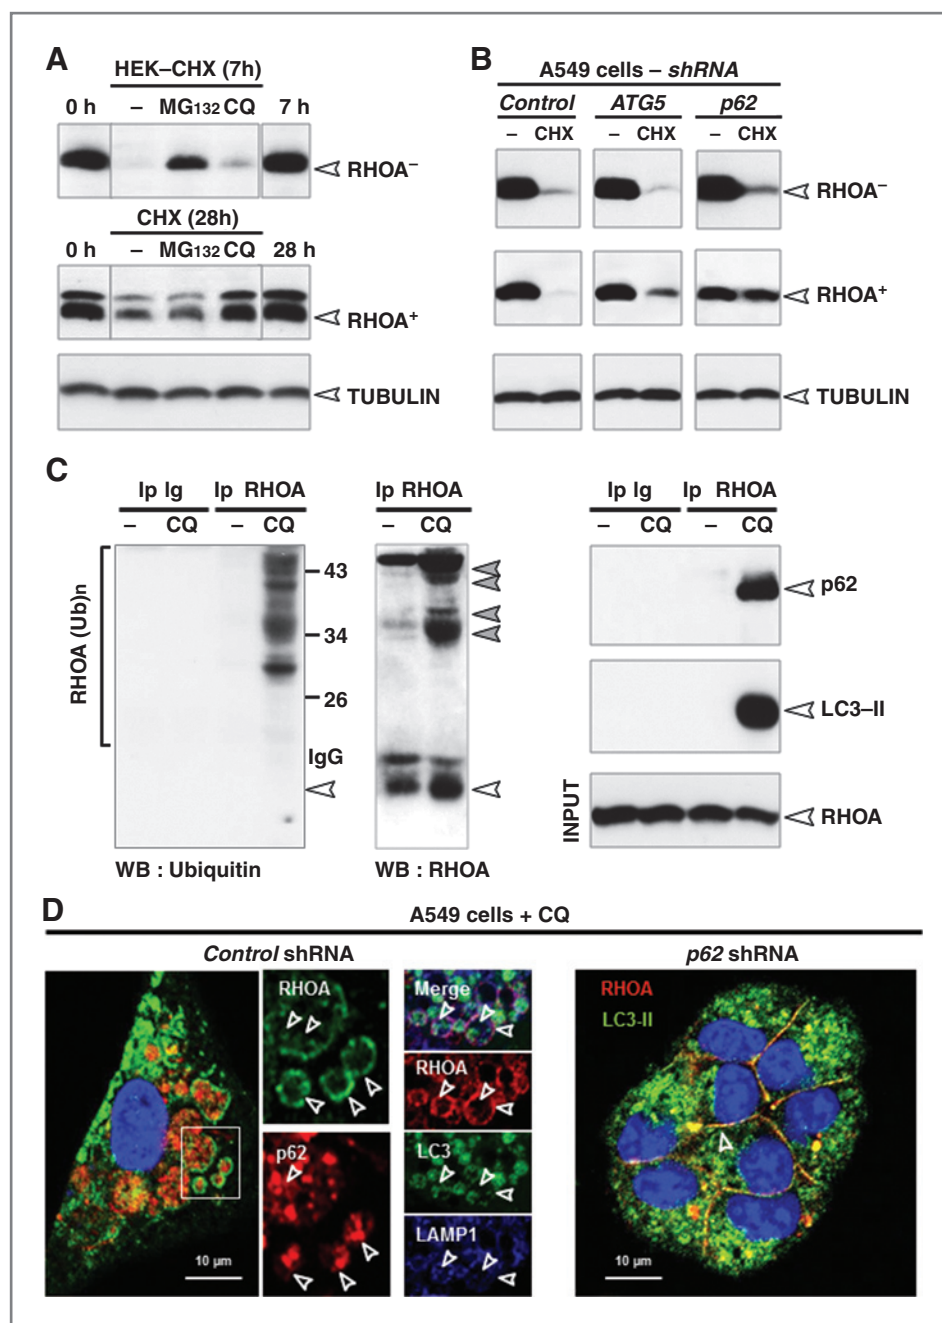 A
HEK–CHX (7h)
0 h – MG132 CQ 7 h
RHOA–
CHX (28h)
0 h – MG132 CQ 28 h
RHOA+
TUBULIN
B
A549 cells – shRNA
Control ATG5 p62
– CHX – CHX – CHX
RHOA–
RHOA+
TUBULIN
C
Ip Ig Ip RHOA
– CQ – CQ
RHOA (Ub)n
43
34
26
IgG
WB : Ubiquitin
Ip RHOA
– CQ
WB : RHOA
Ip Ig Ip RHOA
– CQ – CQ
p62
LC3–II
INPUT
RHOA
D
A549 cells + CQ
Control shRNA
10 µm
RHOA
p62
Merge
RHOA
LC3
LAMP1
p62 shRNA
RHOA
LC3-II
10 µm